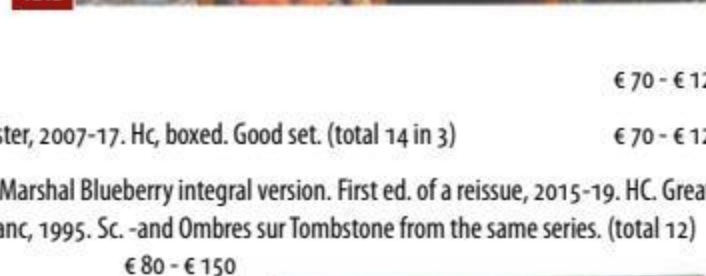 € 70 - € 12
ster, 2007-17. Hc, boxed. Good set. (total 14 in 3) € 70 - € 12
Marshal Blueberry integral version. First ed. of a reissue, 2015-19. HC. Grea
anc, 1995. Sc. -and Ombres sur Tombstone from the same series. (total 12)
€ 80 - € 150